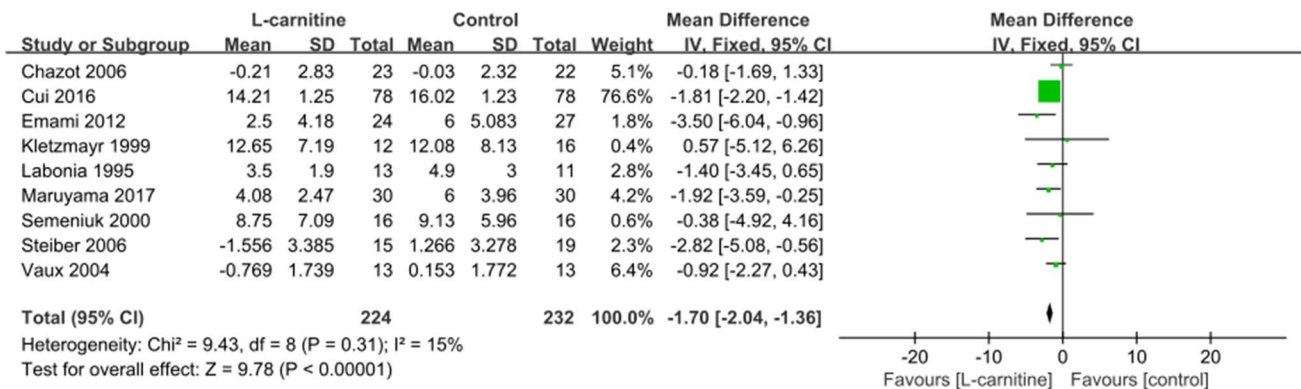 L-carnitine Control Mean Difference Mean Difference
Study or Subgroup Mean SD Total Mean SD Total Weight IV, Fixed, 95% CI IV, Fixed, 95% CI
Chazot 2006 -0.21 2.83 23 -0.03 2.32 22 5.1% -0.18 [-1.69, 1.33]
Cui 2016 14.21 1.25 78 16.02 1.23 78 76.6% -1.81 [-2.20, -1.42]
Emami 2012 2.5 4.18 24 6 5.083 27 1.8% -3.50 [-6.04, -0.96]
Kletzmayr 1999 12.65 7.19 12 12.08 8.13 16 0.4% 0.57 [-5.12, 6.26]
Labonia 1995 3.5 1.9 13 4.9 3 11 2.8% -1.40 [-3.45, 0.65]
Maruyama 2017 4.08 2.47 30 6 3.96 30 4.2% -1.92 [-3.59, -0.25]
Semeniuk 2000 8.75 7.09 16 9.13 5.96 16 0.6% -0.38 [-4.92, 4.16]
Steiber 2006 -1.556 3.385 15 1.266 3.278 19 2.3% -2.82 [-5.08, -0.56]
Vaux 2004 -0.769 1.739 13 0.153 1.772 13 6.4% -0.92 [-2.27, 0.43]
Total (95% CI) 224 232 100.0% -1.70 [-2.04, -1.36]
Heterogeneity: Chi² = 9.43, df = 8 (P = 0.31); I² = 15%
Test for overall effect: Z = 9.78 (P < 0.00001)
-20 -10 0 10 20
Favours [L-carnitine] Favours [control]